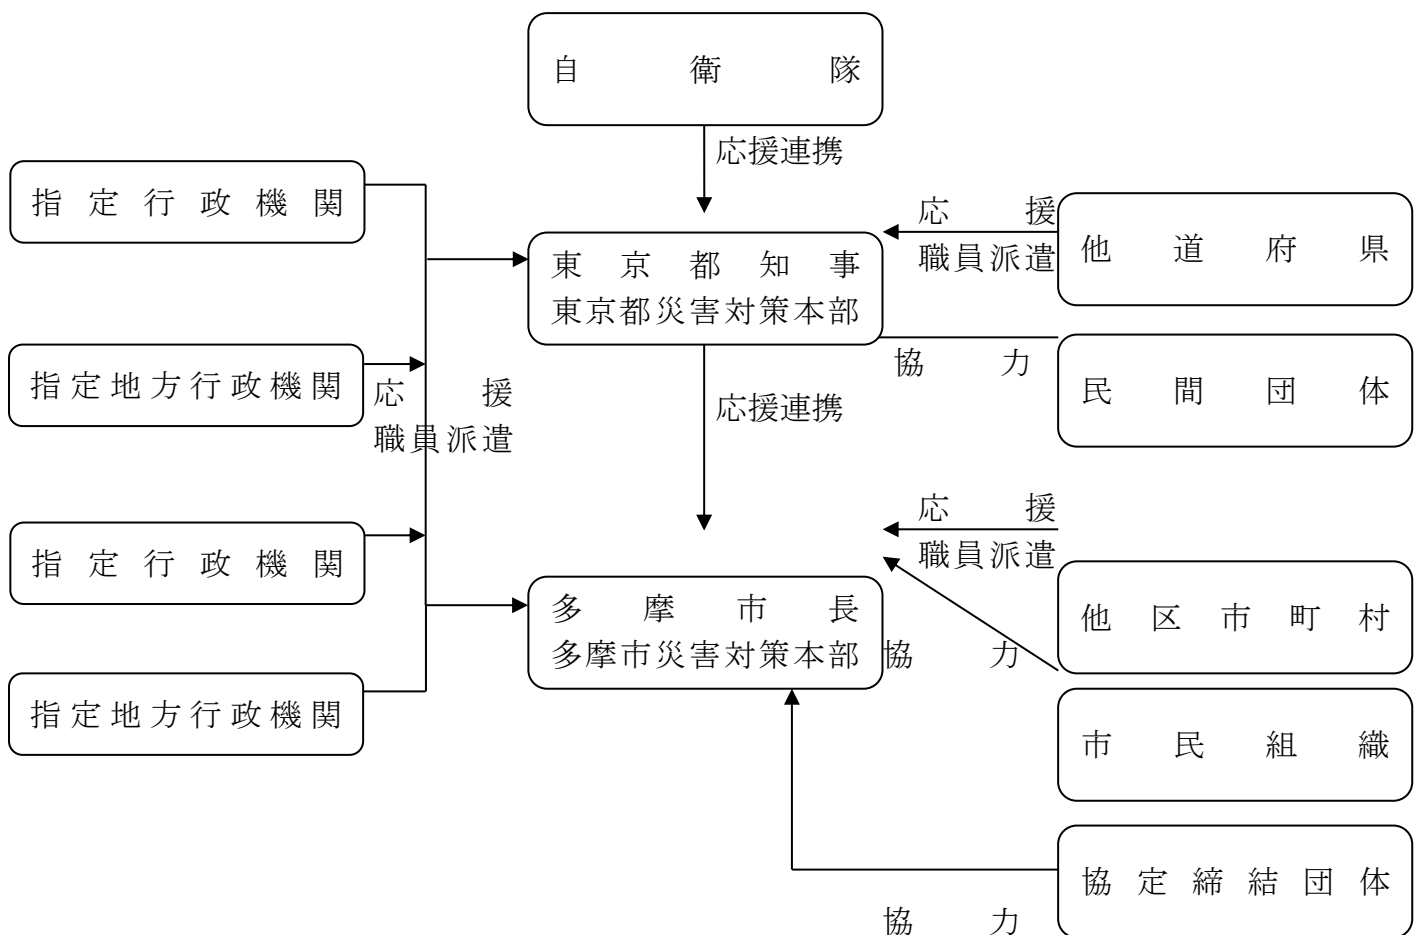 自衛隊
応援連携
指定行政機関
応援
職員派遣
他道府県
東京都知事
東京都災害対策本部
指定地方行政機関
応援
職員派遣
協力
民間団体
応援連携
指定行政機関
応援
職員派遣
他区市町村
多摩市長
多摩市災害対策本部
協力
指定地方行政機関
市民組織
協定締結団体
協力